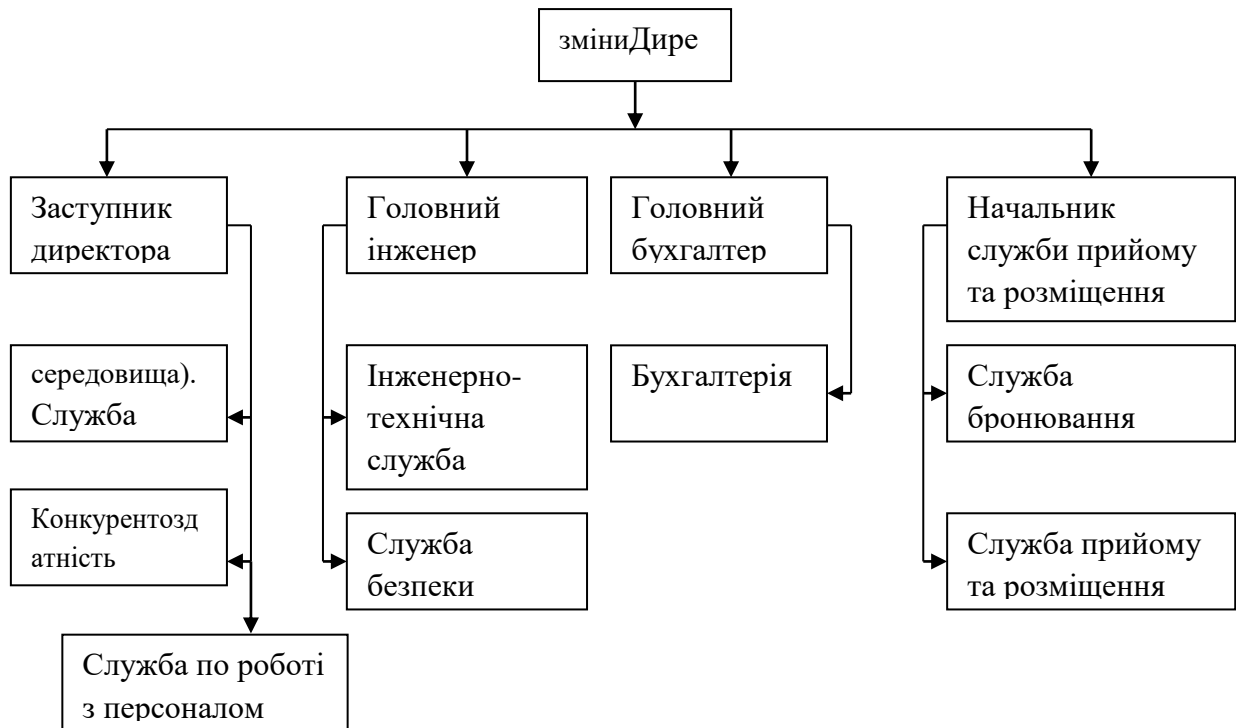 зміниДире
Заступник
директора
Головний
інженер
Головний
бухгалтер
Начальник
служби прийому
та розміщення
середовища).
Служба
Інженерно-
технічна
служба
Бухгалтерія
Служба
бронювання
Конкурентозд
атність
Служба
безпеки
Служба прийому
та розміщення
Служба по роботі
з персоналом